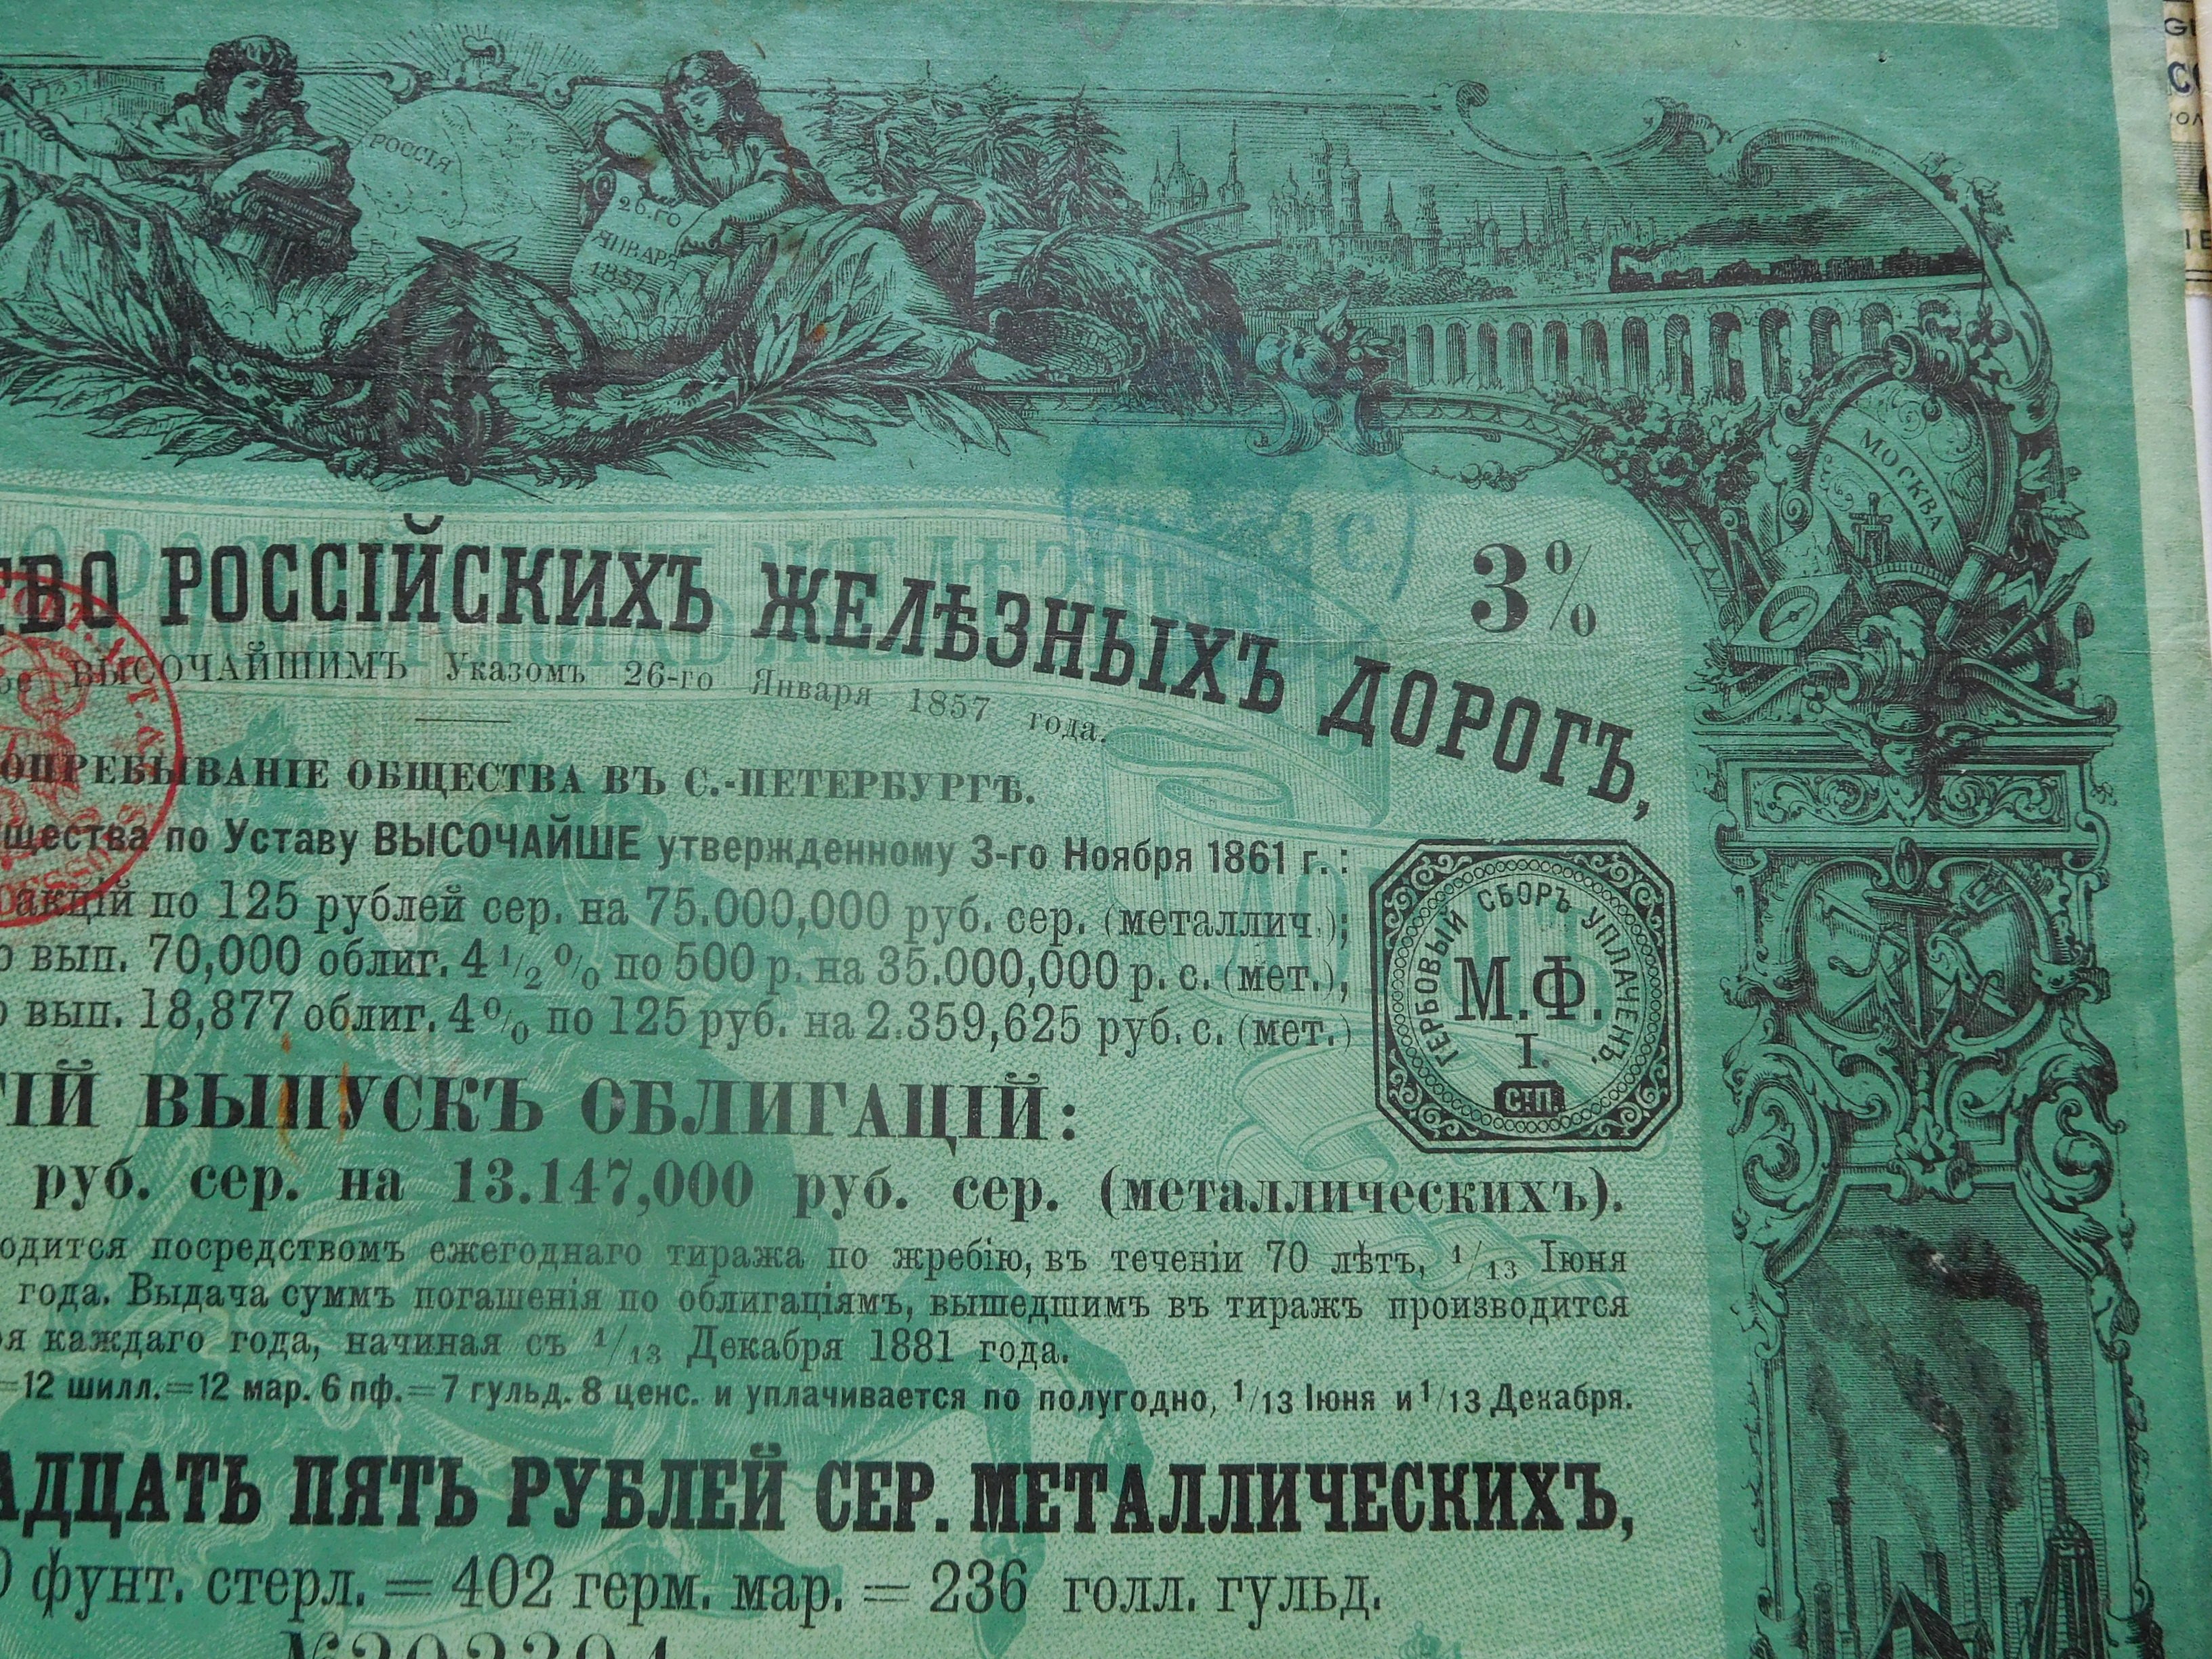 РОССІЯ
26.го
ЯНВАРЯ
1857
МОСКВА
РОССІЙСКИХЪ ЖЕЛѢЗНЫХЪ ДОРОГЪ,
3%
ВЫСОЧАЙШИМЪ Указомъ 26-го Января 1857 года.
ОПРЕБЫВАНІЕ ОБЩЕСТВА ВЪ С.-ПЕТЕРБУРГѢ.
щества по Уставу ВЫСОЧАЙШЕ утвержденному 3-го Ноября 1861 г.:
акцій по 125 рублей сер. на 75.000,000 руб. сер. (металлич.);
вып. 70,000 облиг. 4 1/2 % по 500 р. на 35.000,000 р. с. (мет.),
вып. 18,877 облиг. 4% по 125 руб. на 2.359,625 руб. с. (мет.)
ГЕРБОВЫЙ СБОРЪ УПЛАЧЕНЪ.
М.Ф.
I.
С-П.
ІЙ ВЫПУСКЪ ОБЛИГАЦІЙ:
руб. сер. на 13.147,000 руб. сер. (металлическихъ).
одится посредствомъ ежегоднаго тиража по жребію, въ теченіи 70 лѣтъ, 1/13 Іюня
года. Выдача суммъ погашенія по облигаціямъ, вышедшимъ въ тиражъ производится
я каждаго года, начиная съ 1/13 Декабря 1881 года.
=12 шилл.=12 мар. 6 пф.=7 гульд. 8 ценс. и уплачивается по полугодно, 1/13 Іюня и 1/13 Декабря.
АДЦАТЬ ПЯТЬ РУБЛЕЙ СЕР. МЕТАЛЛИЧЕСКИХЪ,
фунт. стерл. = 402 герм. мар. = 236 голл. гульд.